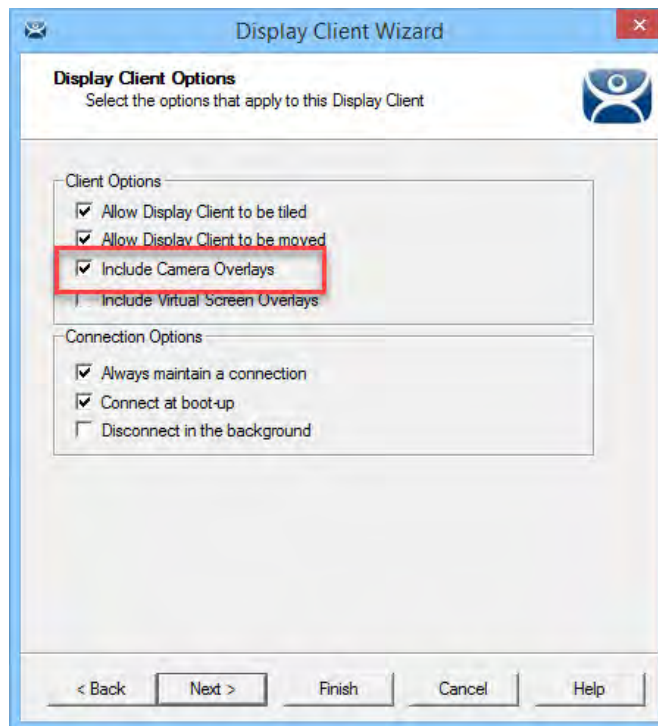 Display Client Wizard
Display Client Options
Select the options that apply to this Display Client
Client Options
Allow Display Client to be tiled
Allow Display Client to be moved
Include Camera Overlays
Include Virtual Screen Overlays
Connection Options
Always maintain a connection
Connect at boot-up
Disconnect in the background
< Back Next > Finish Cancel Help